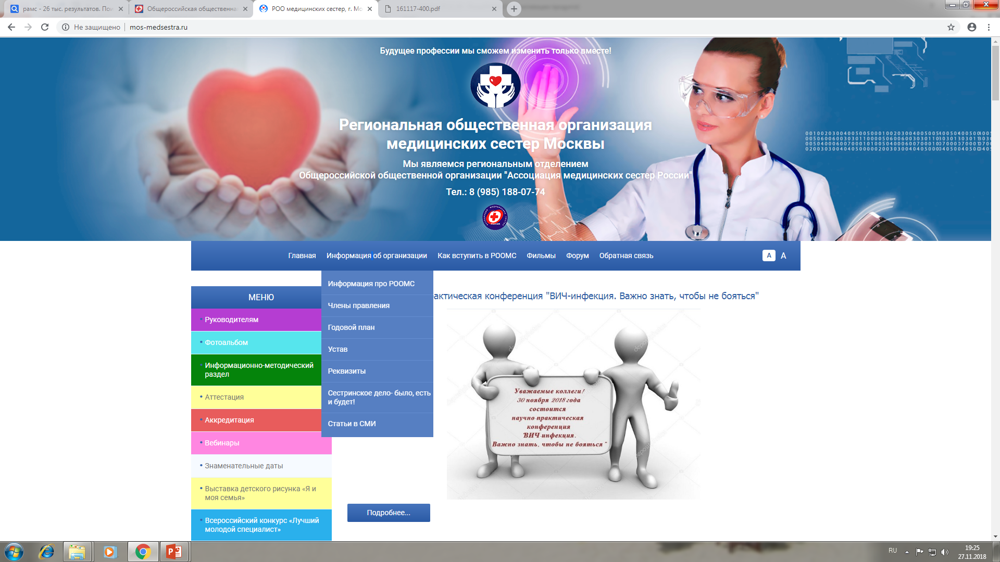 рамс - 26 тыс. результатов. Пои
Общероссийская общественна
РОО медицинских сестер, г. Мо
161117-400.pdf
Не защищено
mos-medsestra.ru
Будущее профессии мы сможем изменить только вместе!
Региональная общественная организация
медицинских сестер Москвы
Мы являемся региональным отделением
Общероссийской общественной организации "Ассоциация медицинских сестер России"
Тел.: 8 (985) 188-07-74
Главная
Информация об организации
Как вступить в РООМС
Фильмы
Форум
Обратная связь
A
A
Информация про РООМС
Члены правления
Годовой план
Устав
Реквизиты
Сестринское дело- было, есть
и будет!
Статьи в СМИ
МЕНЮ
Руководителям
Фотоальбом
Информационно-методический
раздел
Аттестация
Аккредитация
Вебинары
Знаменательные даты
Выставка детского рисунка «Я и
моя семья»
Всероссийский конкурс «Лучший
молодой специалист»
актическая конференция "ВИЧ-инфекция. Важно знать, чтобы не бояться"
Уважаемые коллеги!
30 ноября 2018 года
состоится
научно-практическая
конференция
"ВИЧ-инфекция.
Важно знать, чтобы не бояться"
Подробнее...
RU
19:25
27.11.2018